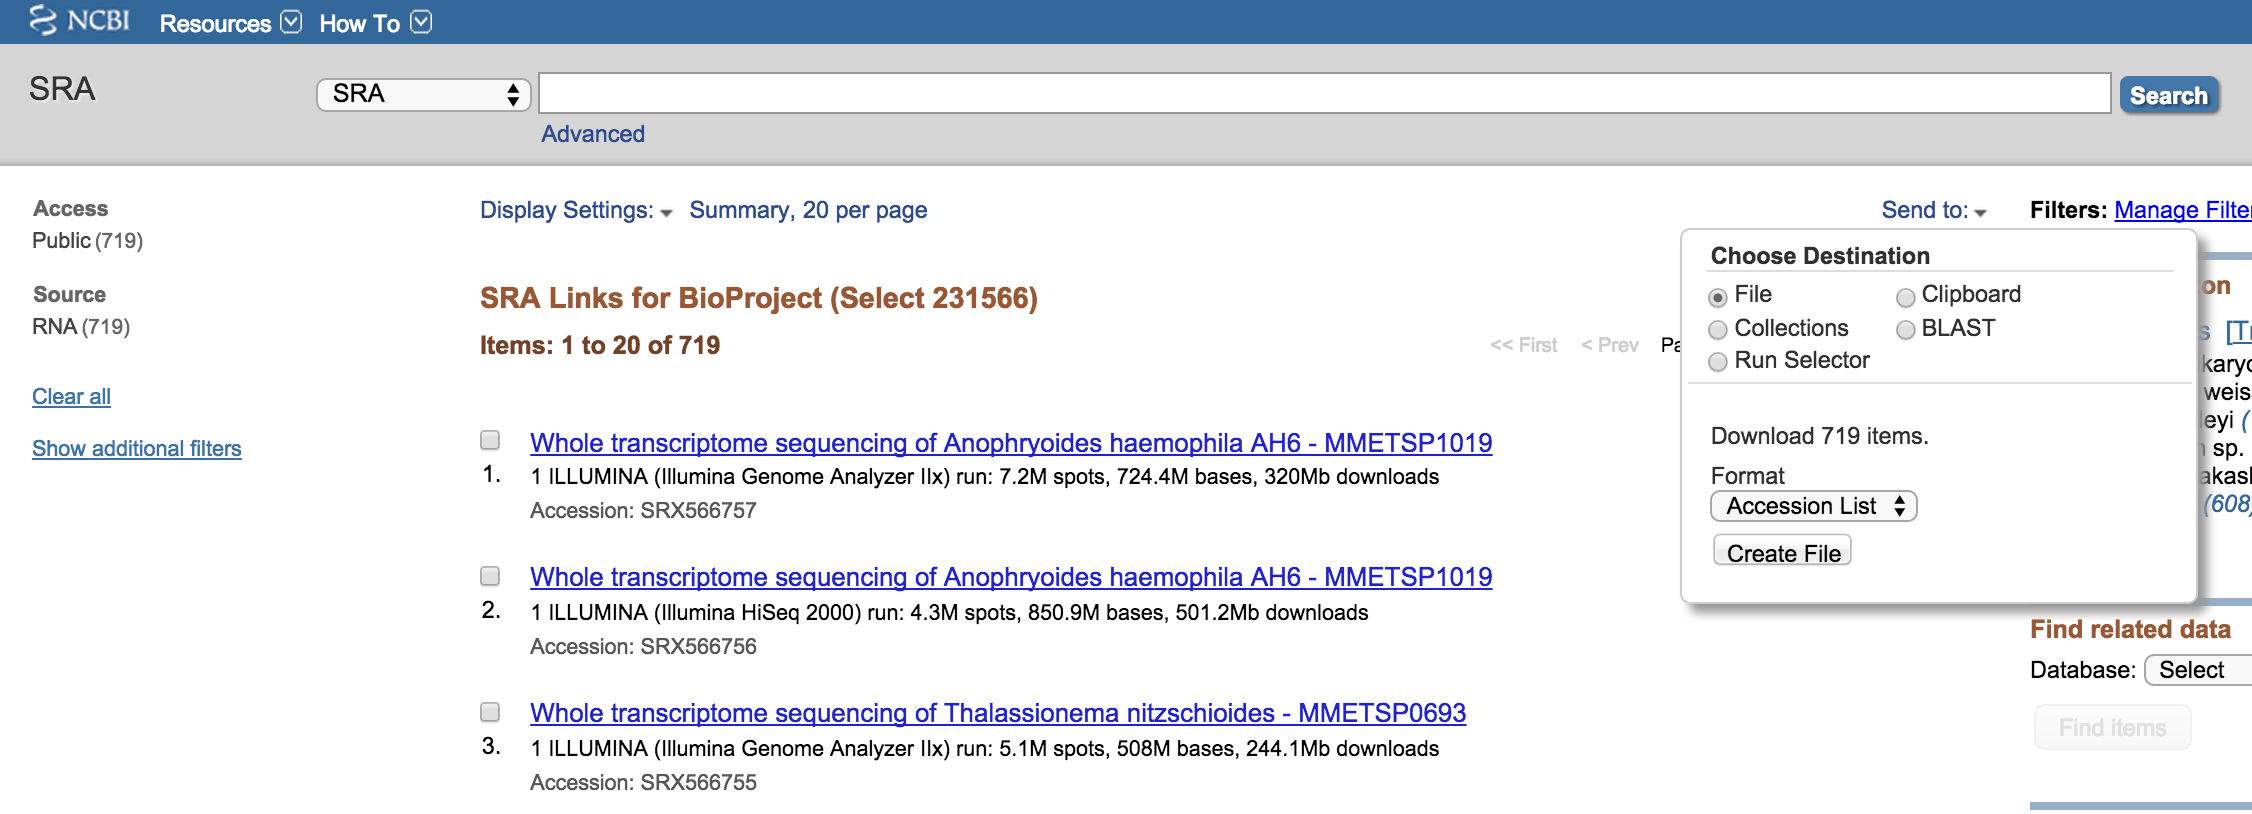 NCBI Resources How To
SRA SRA Search
Advanced
Access
Public (719)
Source
RNA (719)
Clear all
Show additional filters
Display Settings: Summary, 20 per page
Send to:
Filters: Manage Filter
SRA Links for BioProject (Select 231566)
Items: 1 to 20 of 719
<< First < Prev Pa
1. Whole transcriptome sequencing of Anophryoides haemophila AH6 - MMETSP1019
1 ILLUMINA (Illumina Genome Analyzer IIx) run: 7.2M spots, 724.4M bases, 320Mb downloads
Accession: SRX566757
2. Whole transcriptome sequencing of Anophryoides haemophila AH6 - MMETSP1019
1 ILLUMINA (Illumina HiSeq 2000) run: 4.3M spots, 850.9M bases, 501.2Mb downloads
Accession: SRX566756
3. Whole transcriptome sequencing of Thalassionema nitzschioides - MMETSP0693
1 ILLUMINA (Illumina Genome Analyzer IIx) run: 5.1M spots, 508M bases, 244.1Mb downloads
Accession: SRX566755
Choose Destination
File Clipboard
Collections BLAST
Run Selector
Download 719 items.
Format
Accession List
Create File
on
s [Tr
karyo
weis
leyi (
sp.
akash
(608)
Find related data
Database: Select
Find items